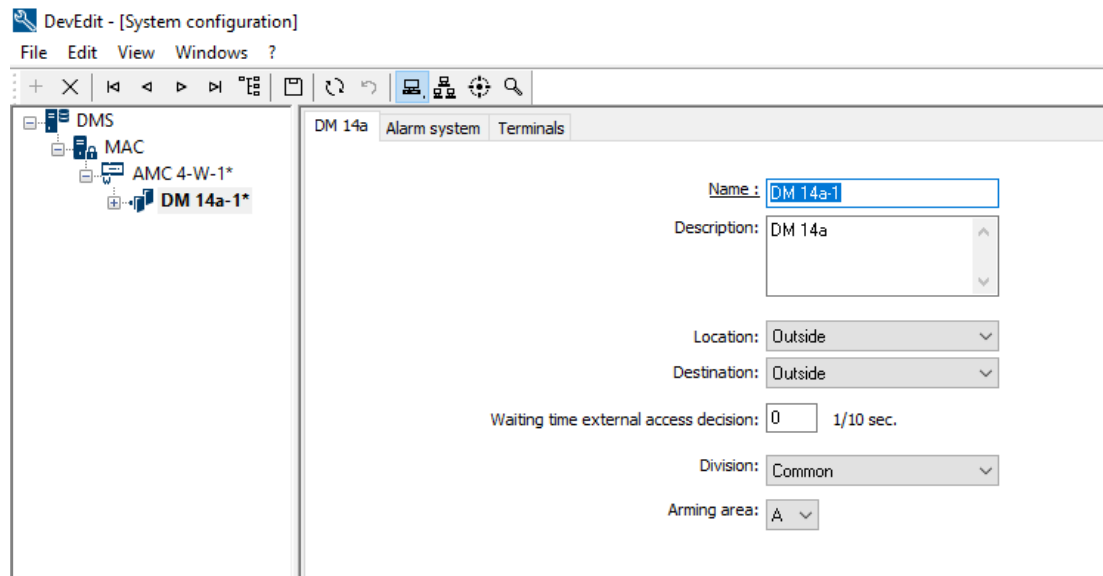 DevEdit - [System configuration]
File Edit View Windows ?
DMS
MAC
AMC 4-W-1*
DM 14a-1*
DM 14a Alarm system Terminals
Name : DM 14a-1
Description: DM 14a
Location: Outside
Destination: Outside
Waiting time external access decision: 0 1/10 sec.
Division: Common
Arming area: A